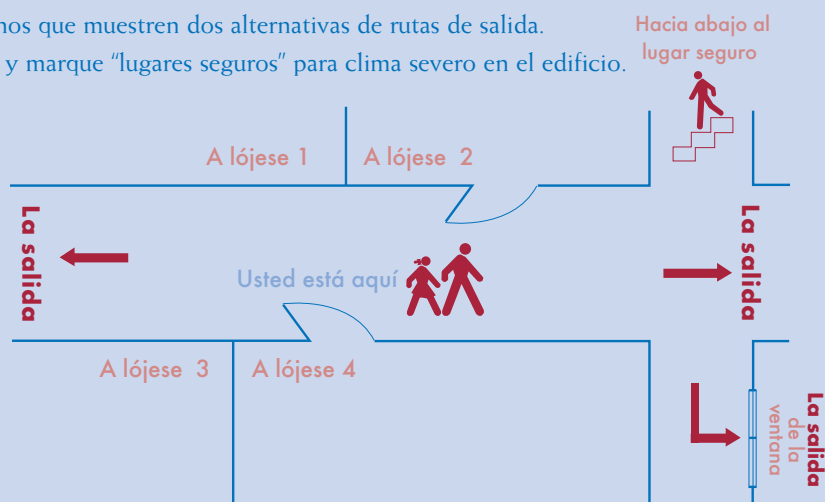 nos que muestren dos alternativas de rutas de salida.
y marque “lugares seguros” para clima severo en el edificio.
Hacia abajo al
lugar seguro
A lójese 1
A lójese 2
La salida
Usted está aquí
La salida
A lójese 3
A lójese 4
La salida
de la
ventana